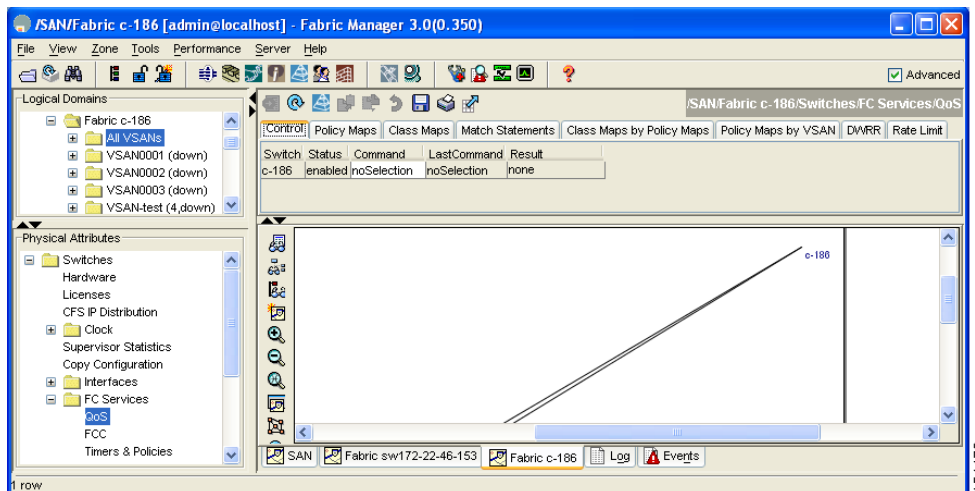 /SAN/Fabric c-186 [admin@localhost] - Fabric Manager 3.0(0.350)
File View Zone Tools Performance Server Help
Advanced
Logical Domains
Fabric c-186
All VSANs
VSAN0001 (down)
VSAN0002 (down)
VSAN0003 (down)
VSAN-test (4,down)
Physical Attributes
Switches
Hardware
Licenses
CFS IP Distribution
Clock
Supervisor Statistics
Copy Configuration
Interfaces
FC Services
QoS
FCC
Timers & Policies
/SAN/Fabric c-186/Switches/FC Services/QoS
Control Policy Maps Class Maps Match Statements Class Maps by Policy Maps Policy Maps by VSAN DWRR Rate Limit
Switch Status Command LastCommand Result
c-186 enabled noSelection noSelection none
c-186
SAN Fabric sw172-22-46-153 Fabric c-186 Log Events
1 row